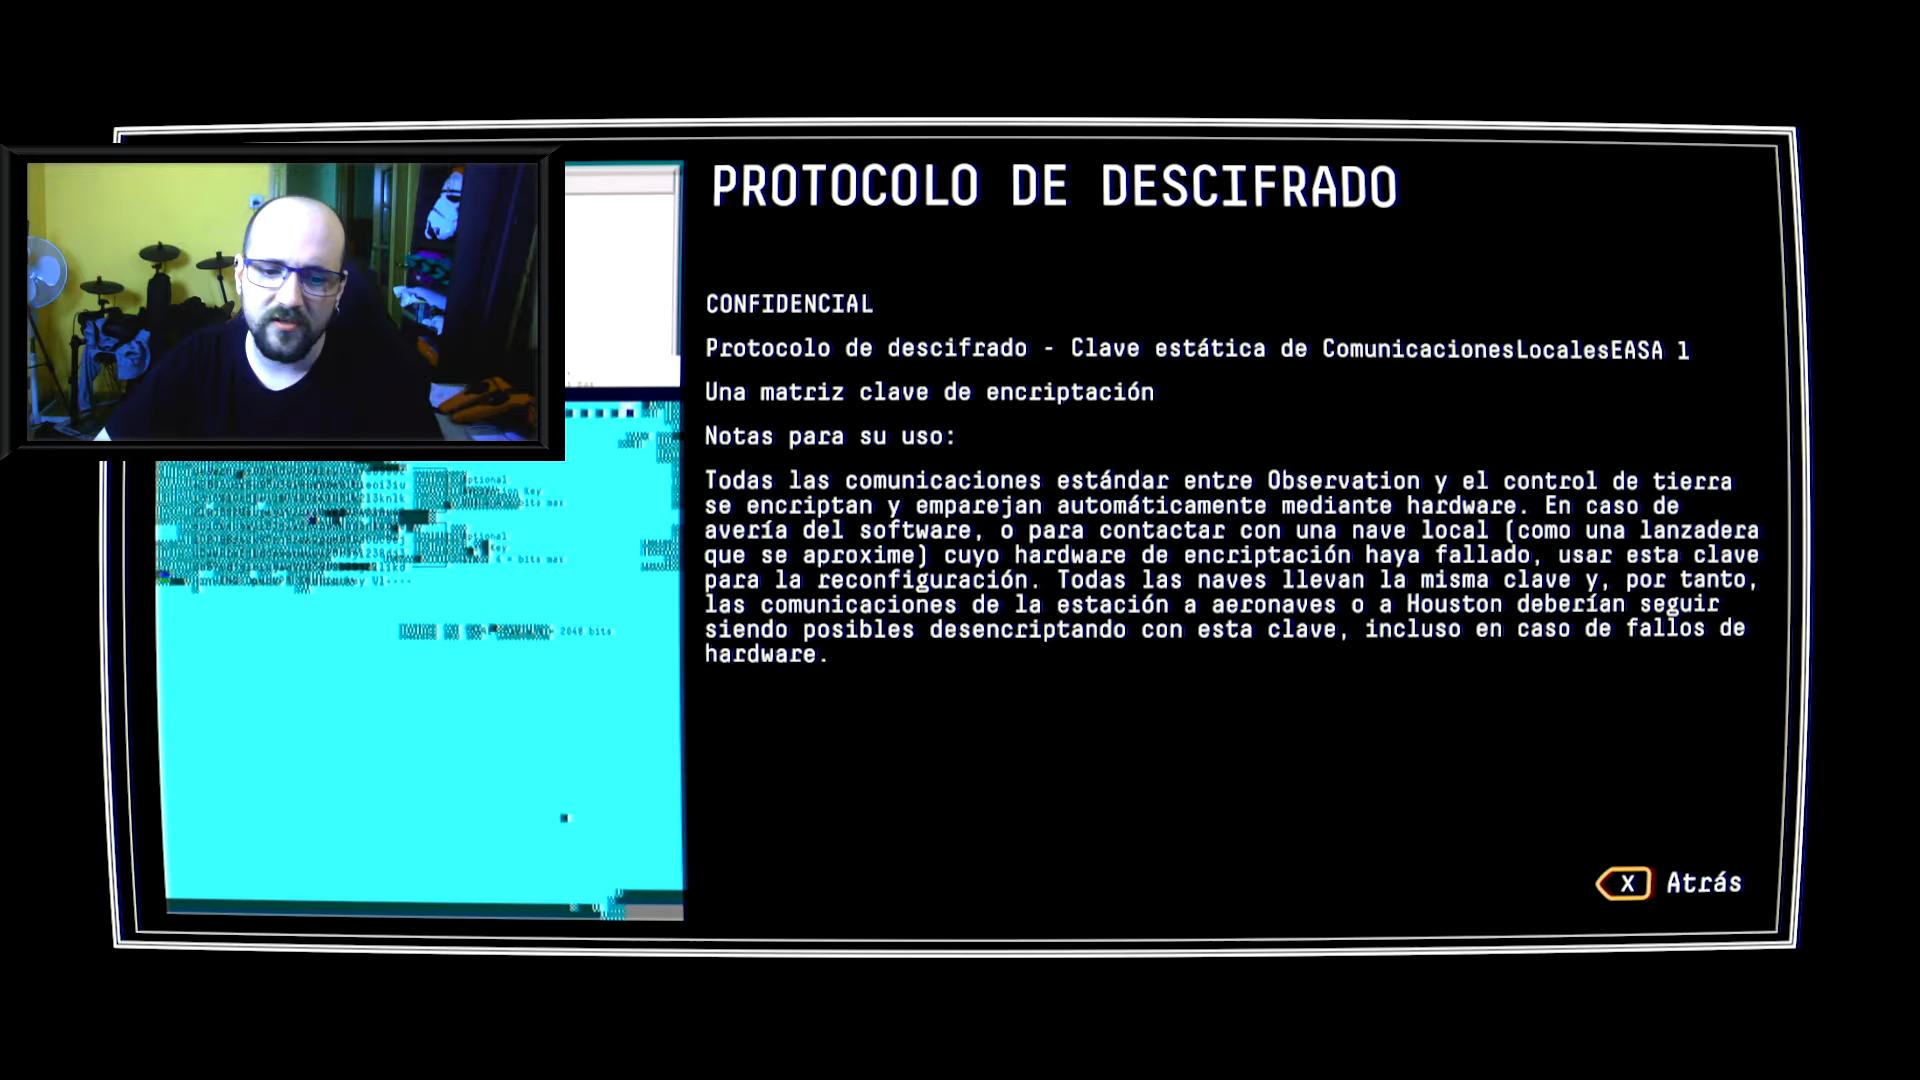 PROTOCOLO DE DESCIFRADO
CONFIDENCIAL
Protocolo de descifrado - Clave estática de ComunicacionesLocalesEASA 1
Una matriz clave de encriptación
Notas para su uso:
Todas las comunicaciones estándar entre Observation y el control de tierra
se encriptan y emparejan automáticamente mediante hardware. En caso de
avería del software, o para contactar con una nave local (como una lanzadera
que se aproxime) cuyo hardware de encriptación haya fallado, usar esta clave
para la reconfiguración. Todas las naves llevan la misma clave y, por tanto,
las comunicaciones de la estación a aeronaves o a Houston deberían seguir
siendo posibles desencriptando con esta clave, incluso en caso de fallos de
hardware.
2048 bits
X Atrás